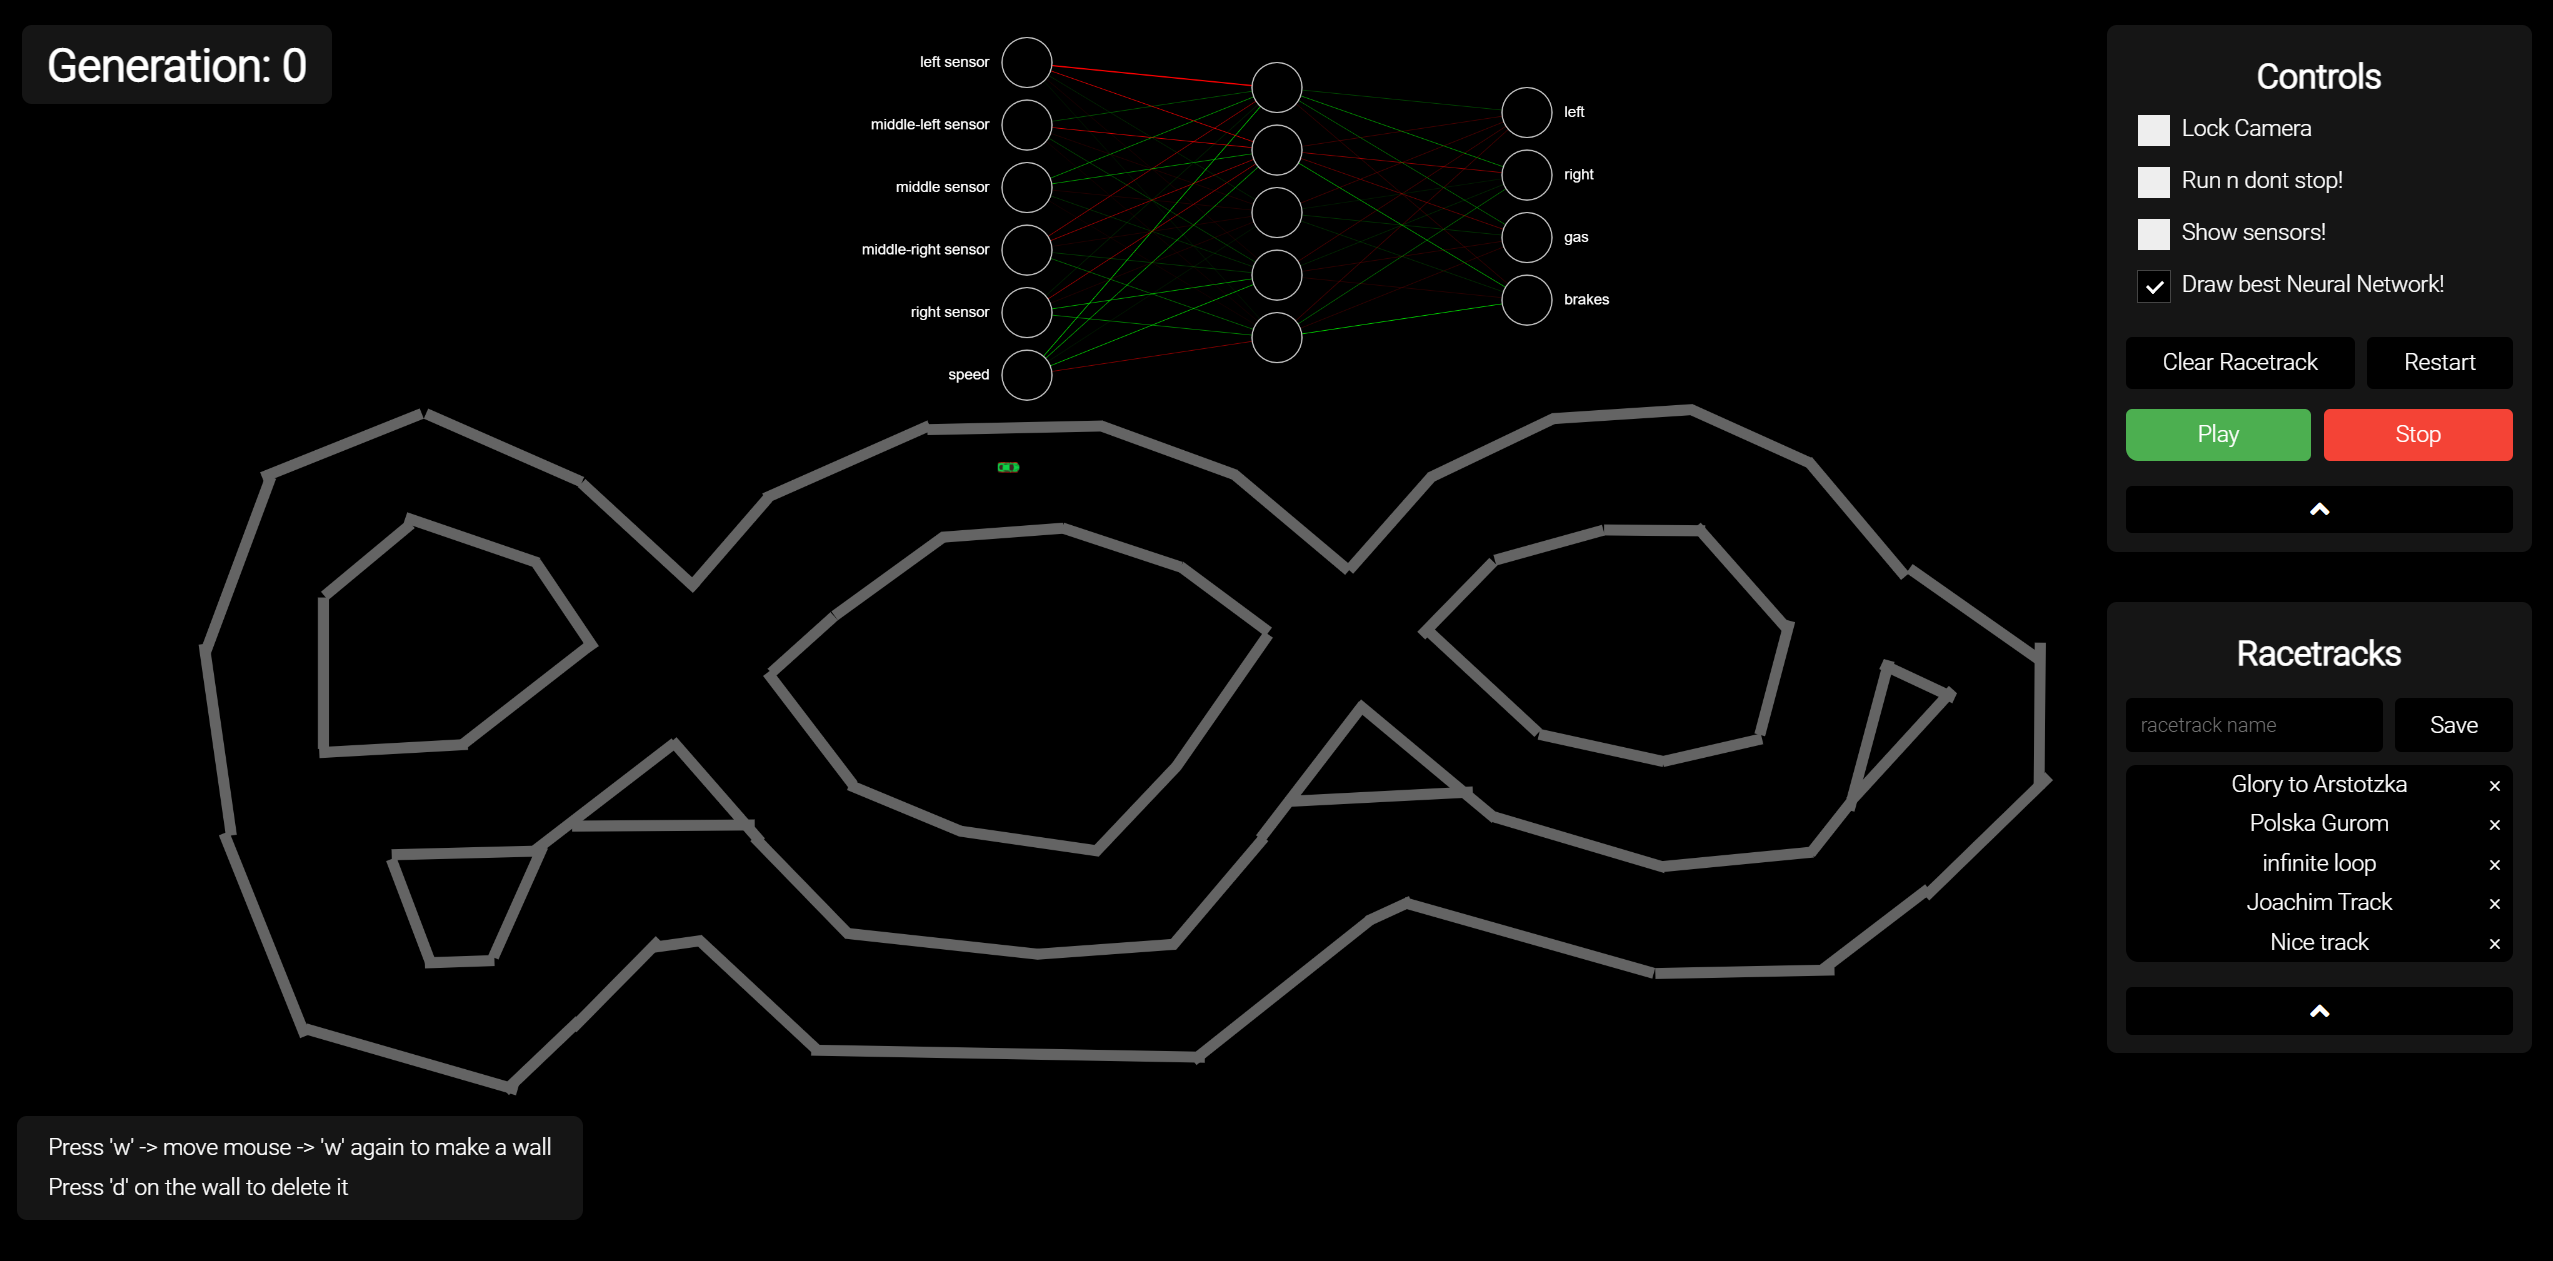 Generation: 0
left sensor
middle-left sensor
middle sensor
middle-right sensor
right sensor
speed
left
right
gas
brakes
Controls
Lock Camera
Run n dont stop!
Show sensors!
Draw best Neural Network!
Clear Racetrack
Restart
Play
Stop
Racetracks
racetrack name
Save
Glory to Arstotzka ×
Polska Gurom ×
infinite loop ×
Joachim Track ×
Nice track ×
Press 'w' -> move mouse -> 'w' again to make a wall
Press 'd' on the wall to delete it